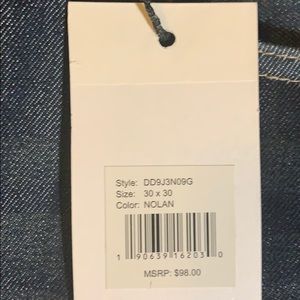 Style: DD9J3N09G
Size: 30 x 30
Color: NOLAN
1 90639 16203 0
MSRP: $98.00